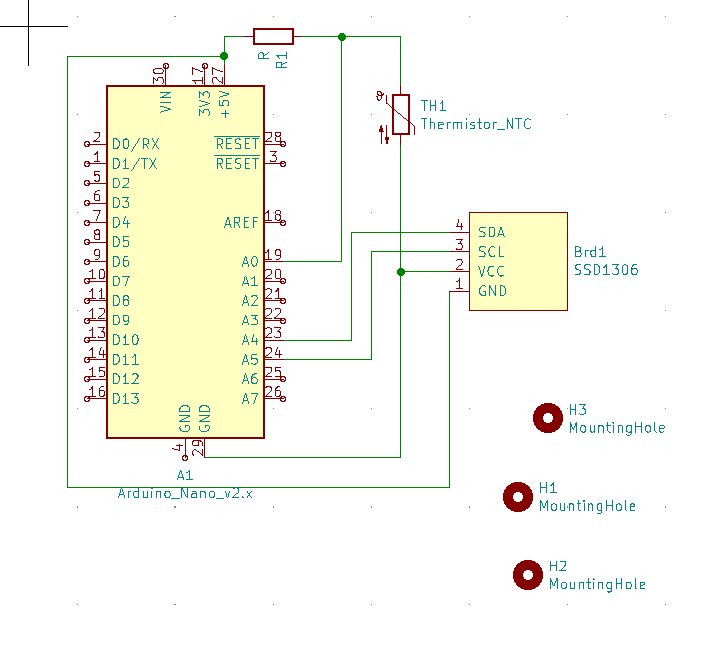 R
R1
30
17
27
VIN
3V3
+5V
TH1
Thermistor_NTC
2 D0/RX
1 D1/TX
5 D2
6 D3
7 D4
8 D5
9 D6
10 D7
11 D8
12 D9
13 D10
14 D11
15 D12
16 D13
RESET 28
RESET 3
AREF 18
A0 19
A1 20
A2 21
A3 22
A4 23
A5 24
A6 25
A7 26
GND
GND
4
29
A1
Arduino_Nano_v2.x
4 SDA
3 SCL
2 VCC
1 GND
Brd1
SSD1306
H3
MountingHole
H1
MountingHole
H2
MountingHole